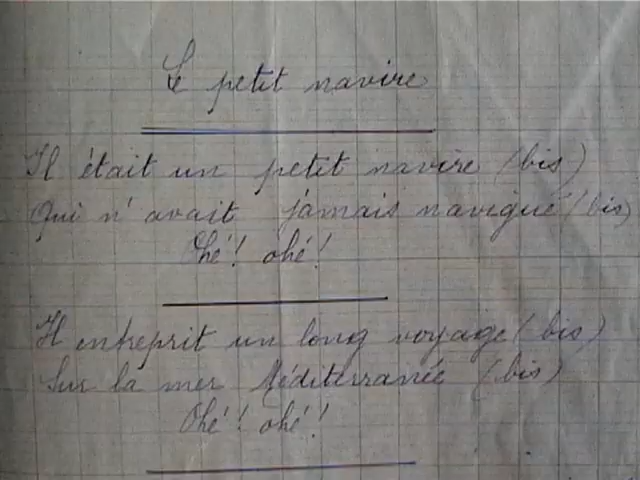 Le petit navire
Il était un petit navire (bis)
Qui n'avait jamais navigué (bis)
Ohé! ohé!
Il entreprit un long voyage (bis)
Sur la mer Méditerranée (bis)
Ohé! ohé!